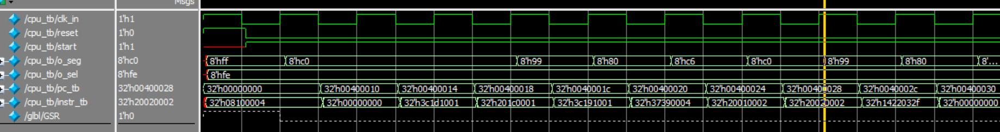 Msgs
/cpu_tb/clk_in 1'h1
/cpu_tb/reset 1'h0
/cpu_tb/start 1'h1
/cpu_tb/o_seg 8'hc0 8'hff 8'hc0 8'h99 8'h80 8'hc6 8'hc0 8'h99 8'h80 8'...
/cpu_tb/o_sel 8'hfe 8'hfe
/cpu_tb/pc_tb 32'h00400028 32'h00000000 32'h00400010 32'h00400014 32'h00400018 32'h0040001c 32'h00400020 32'h00400024 32'h00400028 32'h0040002c 32'h00400030
/cpu_tb/instr_tb 32'h20020002 32'h08100004 32'h00000000 32'h3c1d1001 32'h201c0001 32'h3c191001 32'h37390004 32'h20010002 32'h20020002 32'h1422032f 32'h00000000
/glbl/GSR 1'h0